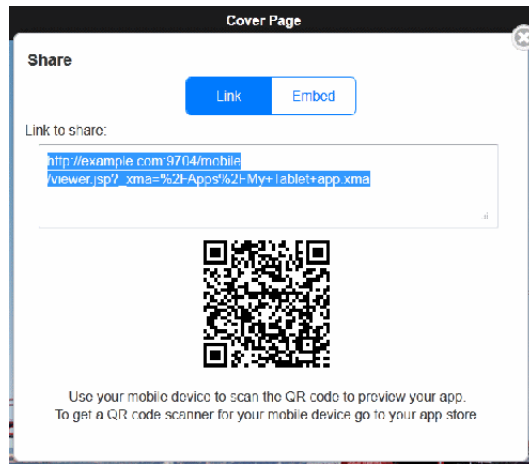 Cover Page
Share
Link
Embed
Link to share:
http://example.com:9704/mobile
/viewer.jsp?_xma=%2FApps%2FMy+Tablet+app.xma
Use your mobile device to scan the QR code to preview your app.
To get a QR code scanner for your mobile device go to your app store